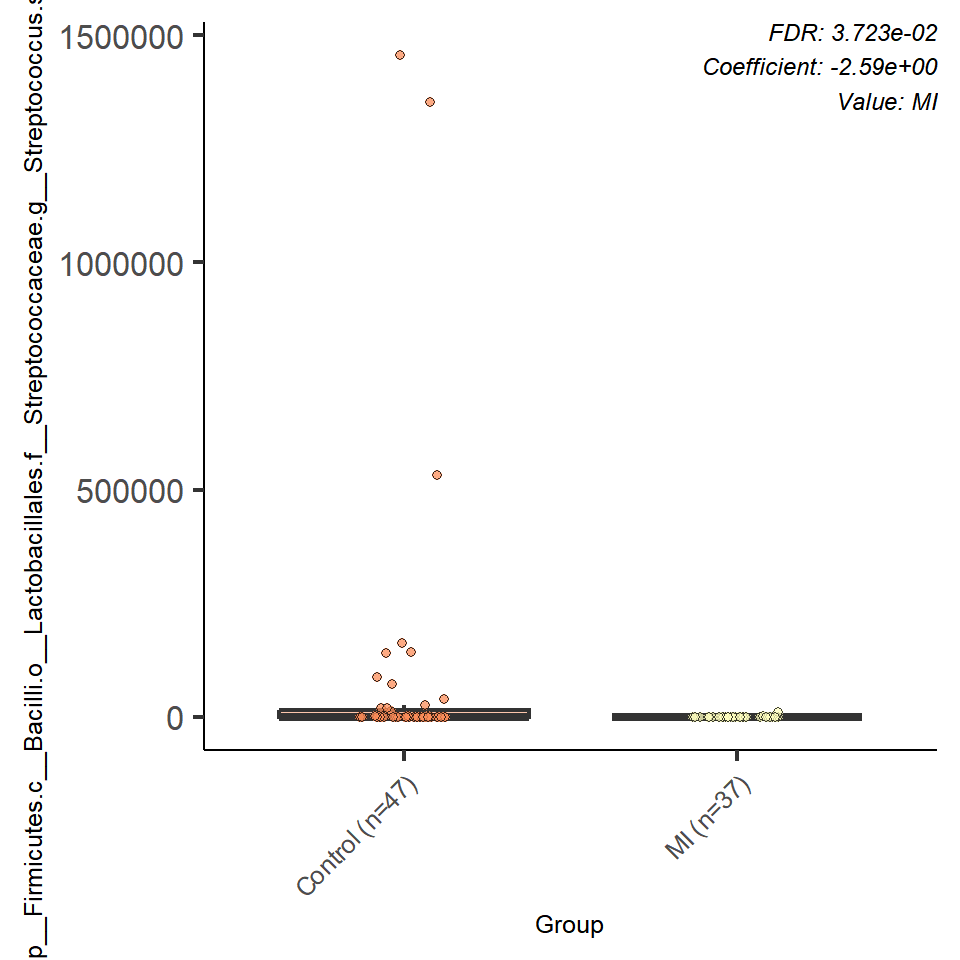 FDR: 3.723e-02
Coefficient: -2.59e+00
Value: MI
1500000
1000000
500000
0
p__Firmicutes.c__Bacilli.o__Lactobacillales.f__Streptococcaceae.g__Streptococcus.
Control (n=47)
MI (n=37)
Group